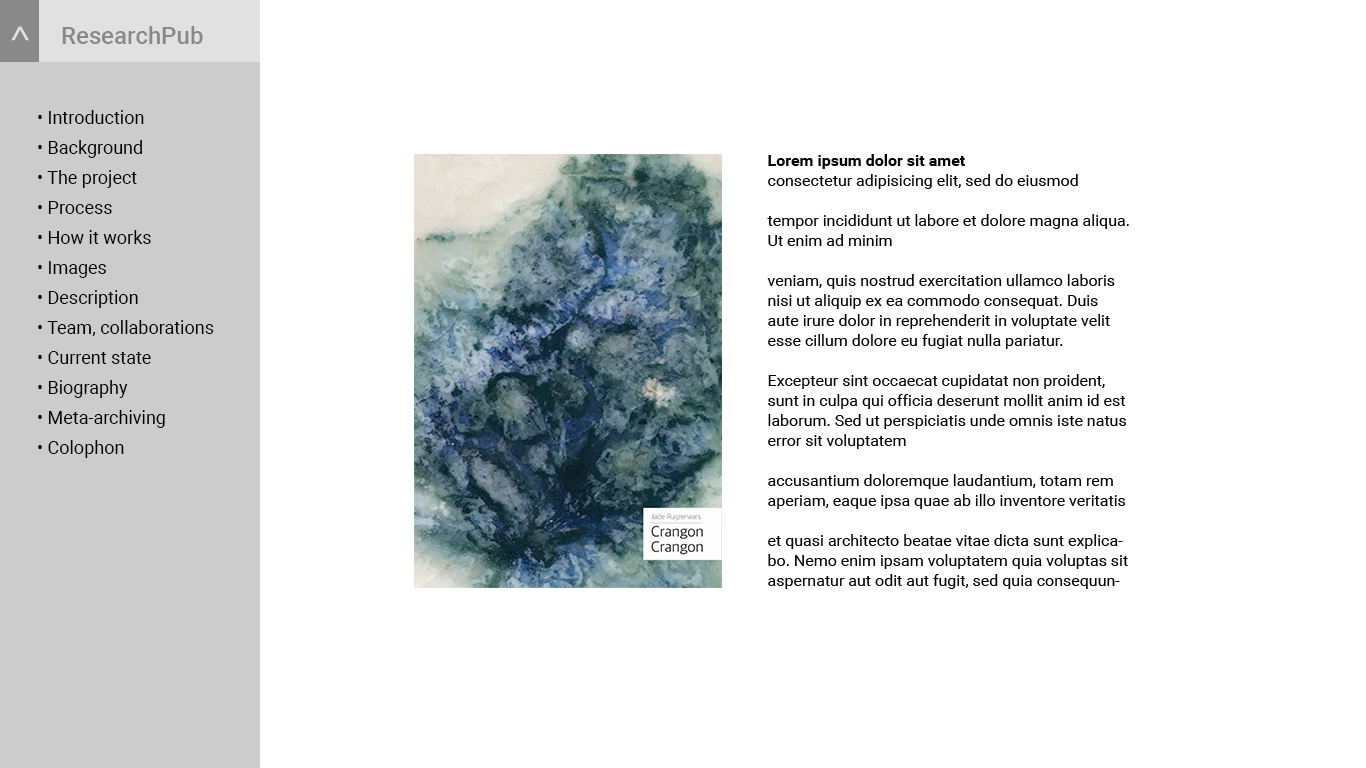 ^
ResearchPub
• Introduction
• Background
• The project
• Process
• How it works
• Images
• Description
• Team, collaborations
• Current state
• Biography
• Meta-archiving
• Colophon
Jade Ruijzenaars
Crangon
Crangon
Lorem ipsum dolor sit amet
consectetur adipisicing elit, sed do eiusmod
tempor incididunt ut labore et dolore magna aliqua.
Ut enim ad minim
veniam, quis nostrud exercitation ullamco laboris
nisi ut aliquip ex ea commodo consequat. Duis
aute irure dolor in reprehenderit in voluptate velit
esse cillum dolore eu fugiat nulla pariatur.
Excepteur sint occaecat cupidatat non proident,
sunt in culpa qui officia deserunt mollit anim id est
laborum. Sed ut perspiciatis unde omnis iste natus
error sit voluptatem
accusantium doloremque laudantium, totam rem
aperiam, eaque ipsa quae ab illo inventore veritatis
et quasi architecto beatae vitae dicta sunt explica-
bo. Nemo enim ipsam voluptatem quia voluptas sit
aspernatur aut odit aut fugit, sed quia consequun-